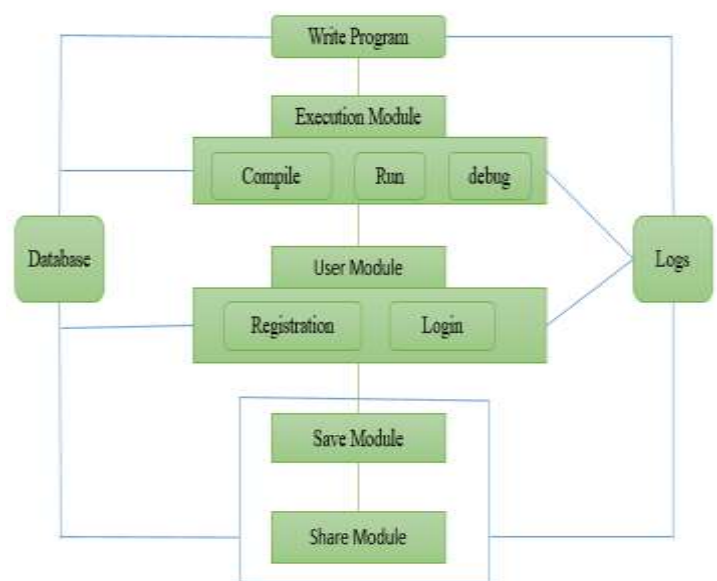 Write Program
Execution Module
Compile
Run
debug
Database
Logs
User Module
Registration
Login
Save Module
Share Module